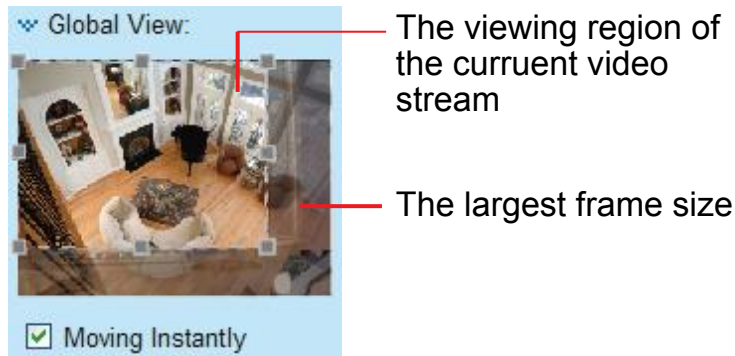 Global View:
The viewing region of
the curruent video
stream
The largest frame size
Moving Instantly